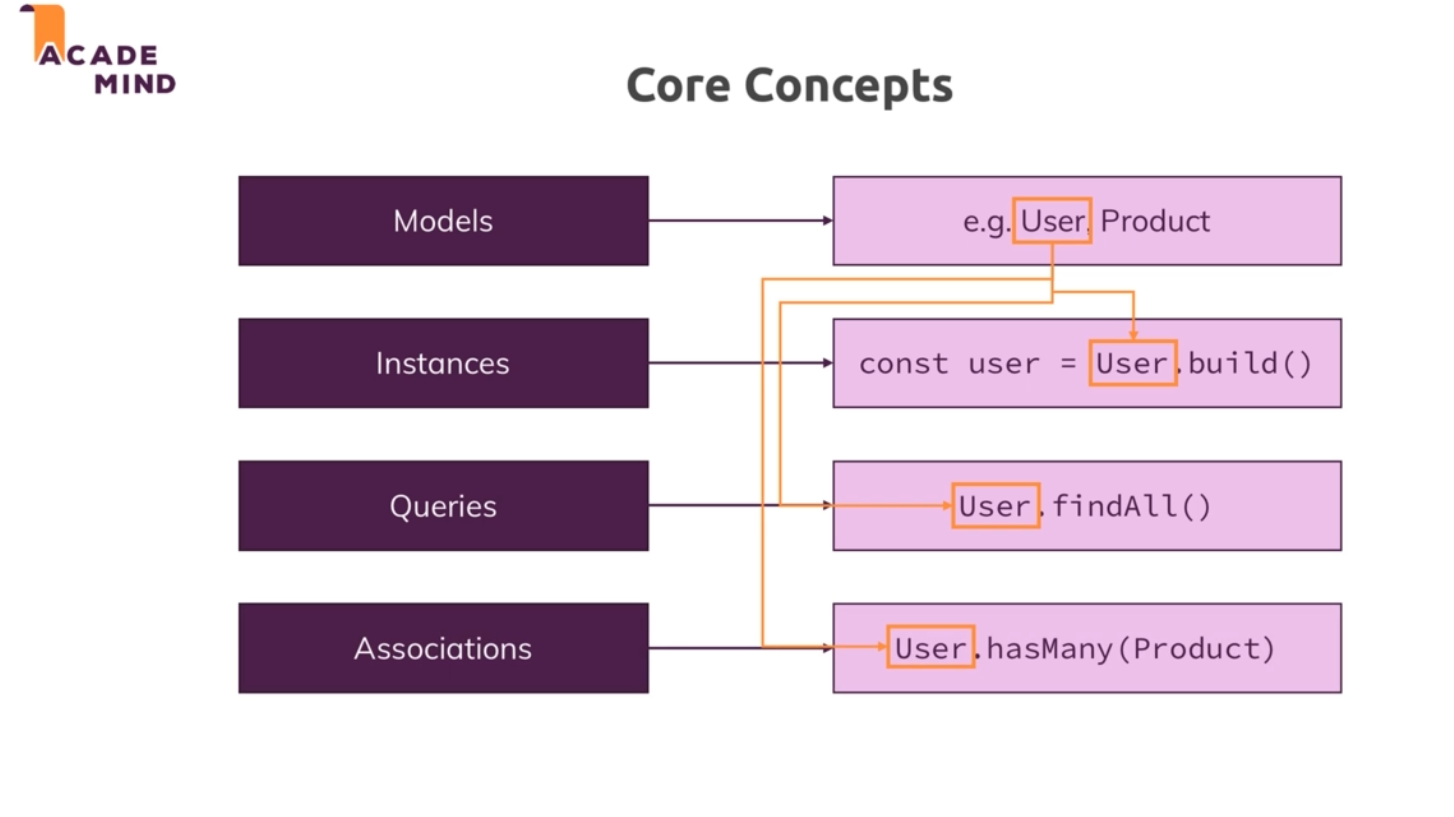 ACADE
MIND
Core Concepts
Models
e.g. User, Product
Instances
const user = User.build()
Queries
User.findAll()
Associations
User.hasMany(Product)